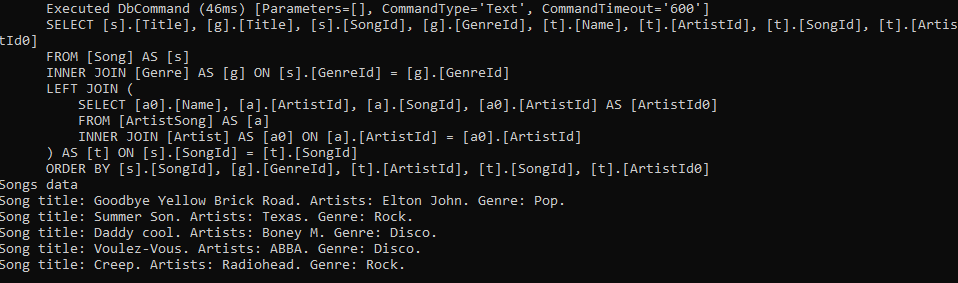 Executed DbCommand (46ms) [Parameters=[], CommandType='Text', CommandTimeout='600']
SELECT [s].[Title], [g].[Title], [s].[SongId], [g].[GenreId], [t].[Name], [t].[ArtistId], [t].[SongId], [t].[Artis
tId0]
FROM [Song] AS [s]
INNER JOIN [Genre] AS [g] ON [s].[GenreId] = [g].[GenreId]
LEFT JOIN (
SELECT [a0].[Name], [a].[ArtistId], [a].[SongId], [a0].[ArtistId] AS [ArtistId0]
FROM [ArtistSong] AS [a]
INNER JOIN [Artist] AS [a0] ON [a].[ArtistId] = [a0].[ArtistId]
) AS [t] ON [s].[SongId] = [t].[SongId]
ORDER BY [s].[SongId], [g].[GenreId], [t].[ArtistId], [t].[SongId], [t].[ArtistId0]
Songs data
Song title: Goodbye Yellow Brick Road. Artists: Elton John. Genre: Pop.
Song title: Summer Son. Artists: Texas. Genre: Rock.
Song title: Daddy cool. Artists: Boney M. Genre: Disco.
Song title: Voulez-Vous. Artists: ABBA. Genre: Disco.
Song title: Creep. Artists: Radiohead. Genre: Rock.